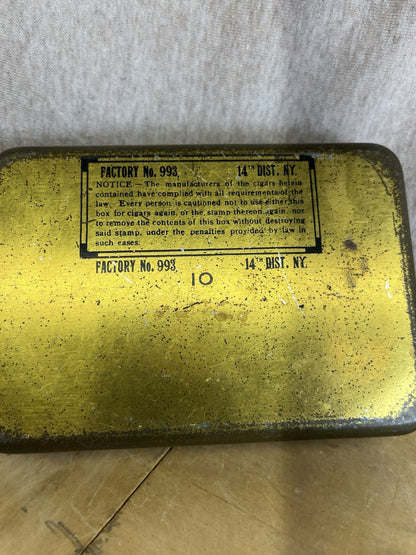 FACTORY No. 993, 14TH DIST. NY.
NOTICE — The manufacturers of the cigars herein
contained have complied with all requirements of the
law. Every person is cautioned not to use either this
box for cigars again, or the stamp thereon again, nor
to remove the contents of this box without destroying
said stamp, under the penalties provided by law in
such cases.
FACTORY No. 993, 14TH DIST. NY.
10